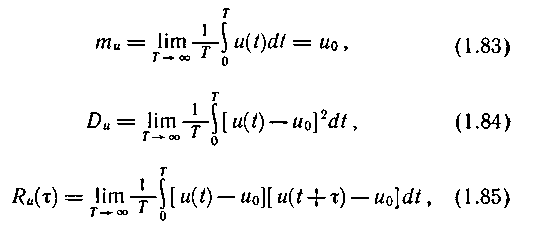 m_u = lim_{T→∞} 1/T ∫_0^T u(t)dt = u_0 , (1.83)
D_u = lim_{T→∞} 1/T ∫_0^T [u(t) − u_0]^2 dt , (1.84)
R_u(τ) = lim_{T→∞} 1/T ∫_0^T [u(t) − u_0][u(t + τ) − u_0]dt , (1.85)